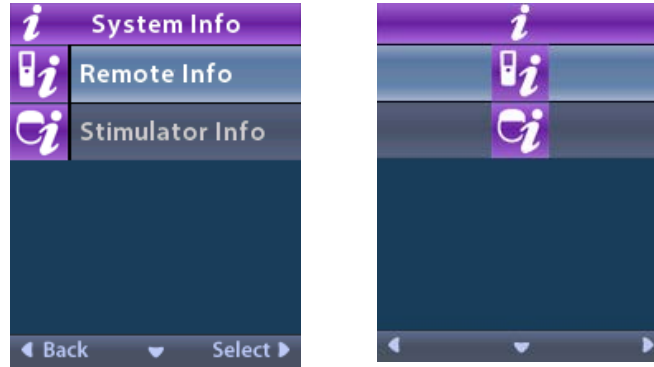 i System Info
i Remote Info
i Stimulator Info
Back Select
i
i
i